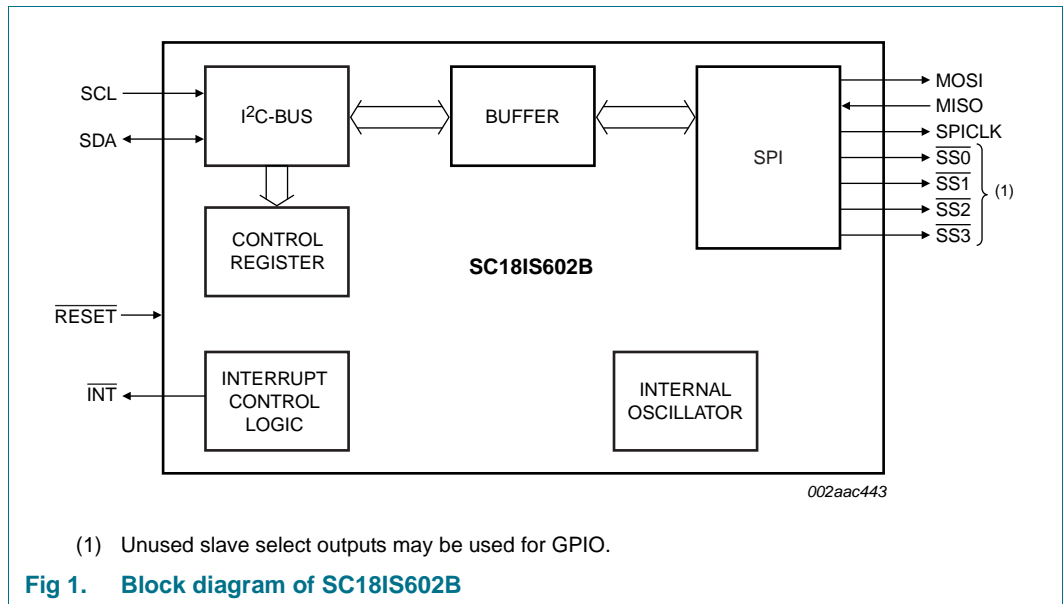 SCL
SDA
I2C-BUS
BUFFER
SPI
MOSI
MISO
SPICLK
SS0
SS1
SS2
SS3
(1)
CONTROL
REGISTER
SC18IS602B
RESET
INT
INTERRUPT
CONTROL
LOGIC
INTERNAL
OSCILLATOR
002aac443
(1) Unused slave select outputs may be used for GPIO.
Fig 1. Block diagram of SC18IS602B